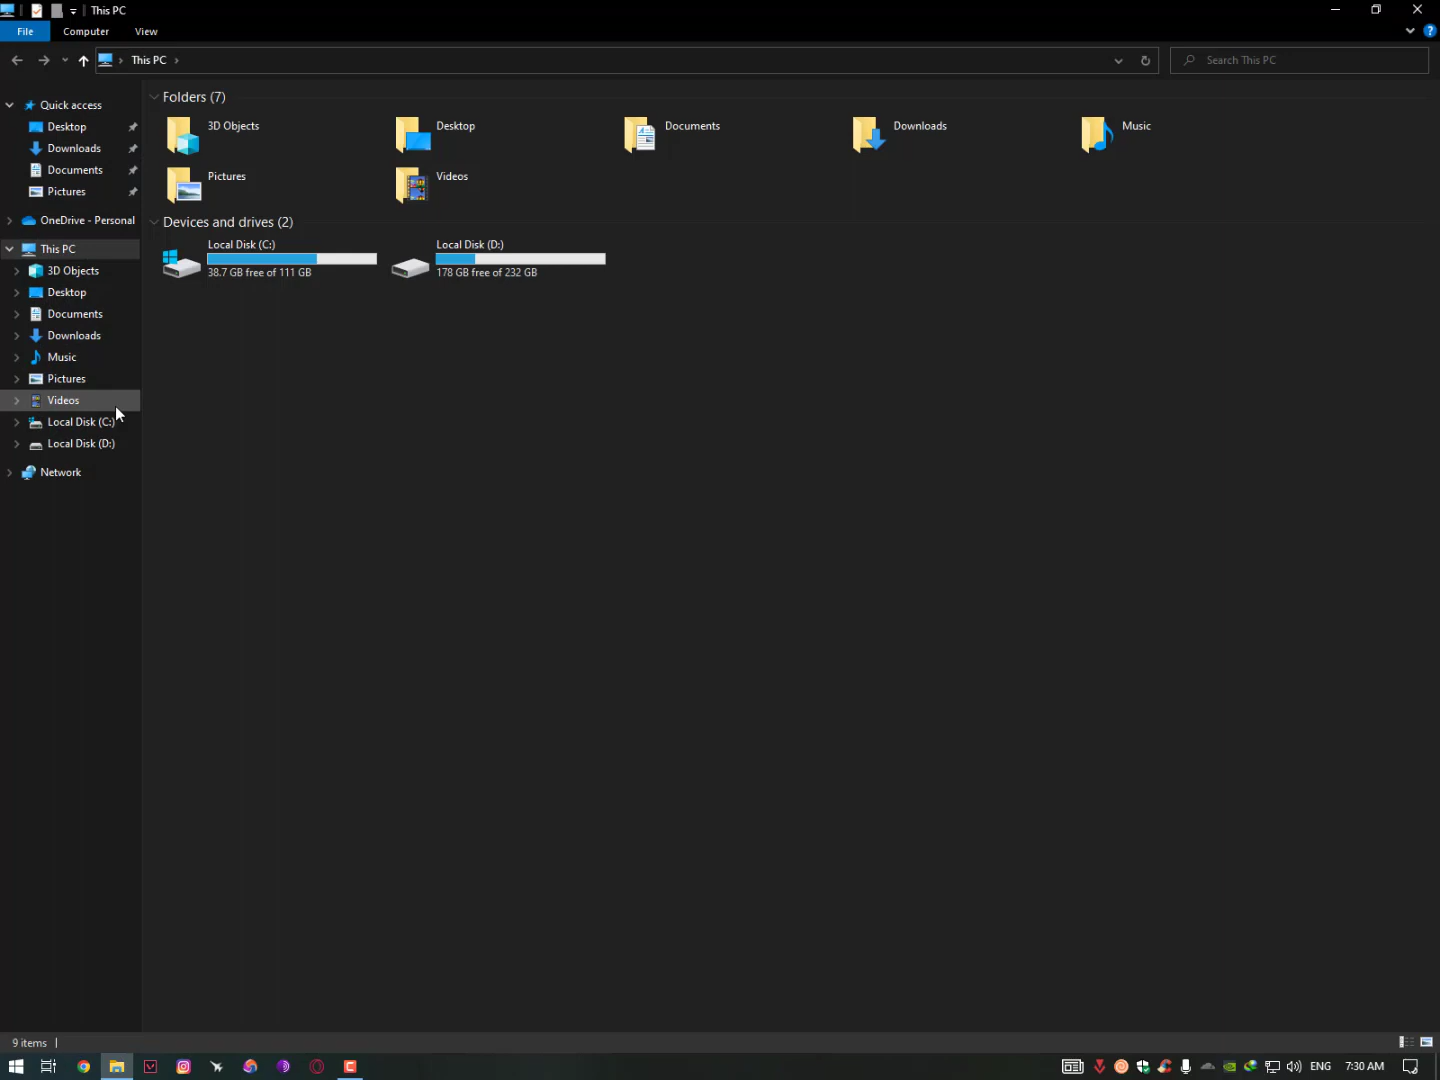 This PC
File Computer View
This PC
Search This PC
Quick access
Desktop
Downloads
Documents
Pictures
OneDrive - Personal
This PC
3D Objects
Desktop
Documents
Downloads
Music
Pictures
Videos
Local Disk (C:)
Local Disk (D:)
Network
Folders (7)
3D Objects
Desktop
Documents
Downloads
Music
Pictures
Videos
Devices and drives (2)
Local Disk (C:)
38.7 GB free of 111 GB
Local Disk (D:)
178 GB free of 232 GB
9 items
ENG
7:30 AM